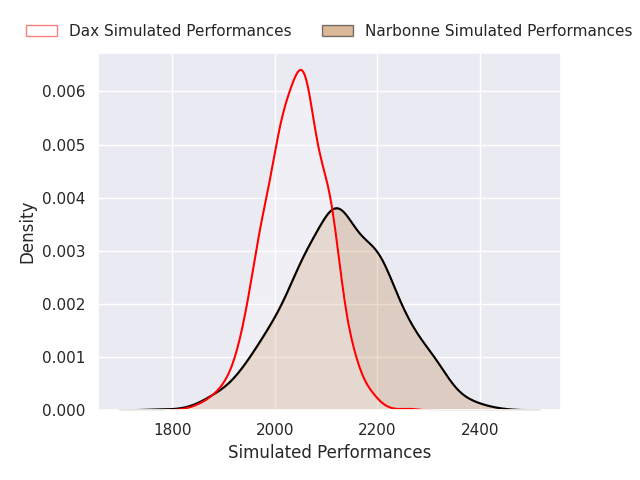 Dax Simulated Performances
Narbonne Simulated Performances
0.006
0.005
0.004
0.003
0.002
0.001
0.000
Density
1800
2000
2200
2400
Simulated Performances